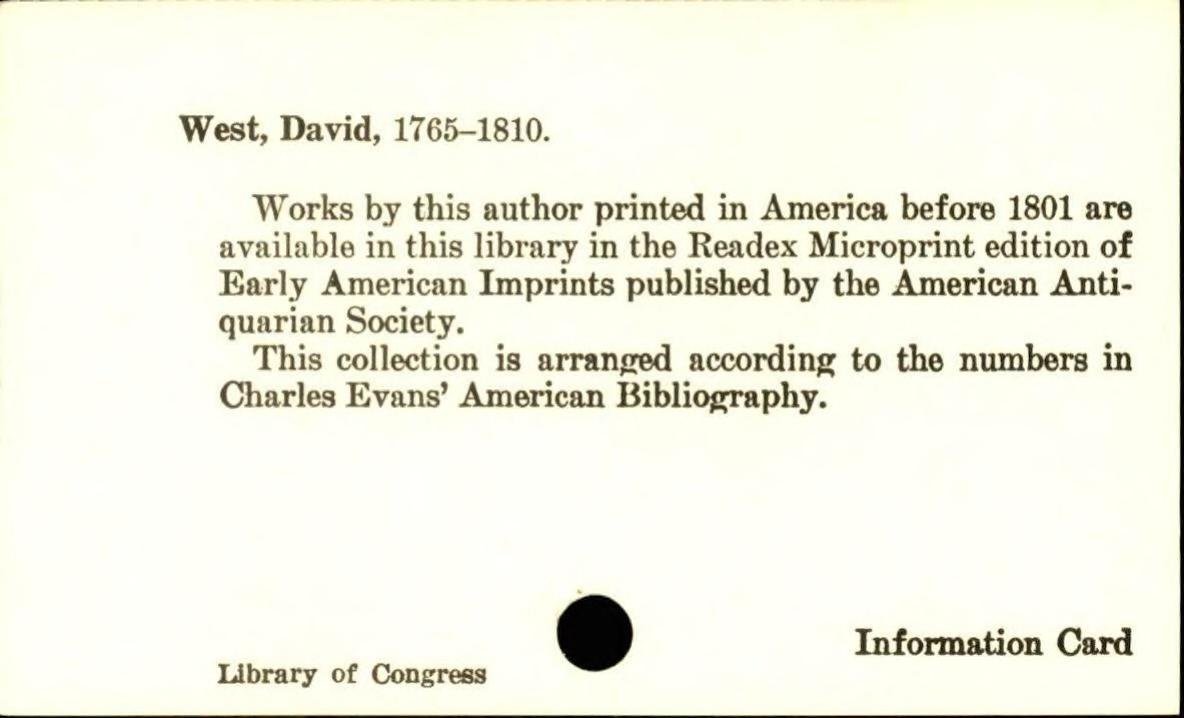 West, David, 1765–1810.
Works by this author printed in America before 1801 are
available in this library in the Readex Microprint edition of
Early American Imprints published by the American Anti-
quarian Society.
This collection is arranged according to the numbers in
Charles Evans' American Bibliography.
Information Card
Library of Congress